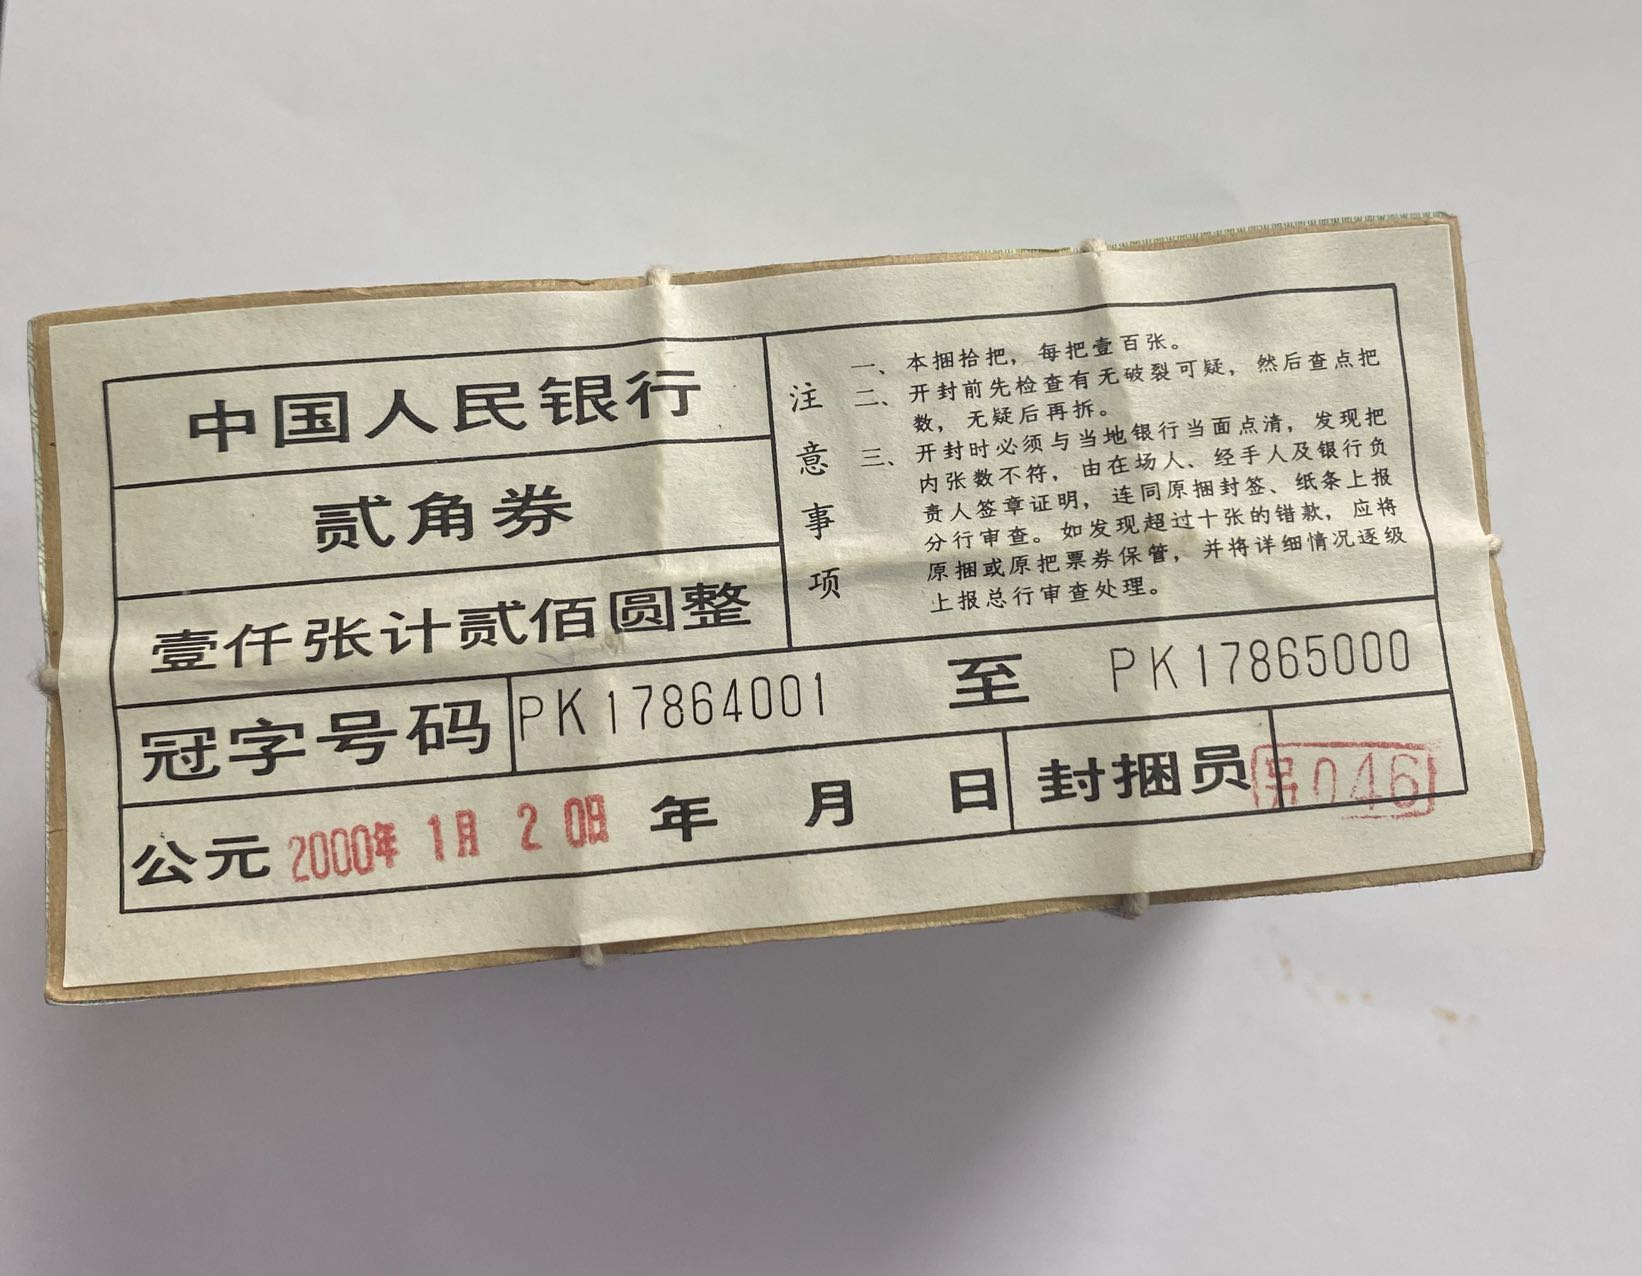 中国人民银行
贰角券
壹仟张计贰佰圆整
注意事项
一、本捆拾把，每把壹百张。
二、开封前先检查有无破裂可疑，然后查点把
数，无疑后再拆。
三、开封时必须与当地银行当面点清，发现把
内张数不符，由在场人、经手人及银行负
责人签章证明，连同原捆封签、纸条上报
分行审查。如发现超过十张的错款，应将
原捆或原把票券保管，并将详细情况逐级
上报总行审查处理。
冠字号码 PK17864001 至 PK17865000
公元 2000年 1月 2 0日 年 月 日 封捆员 046